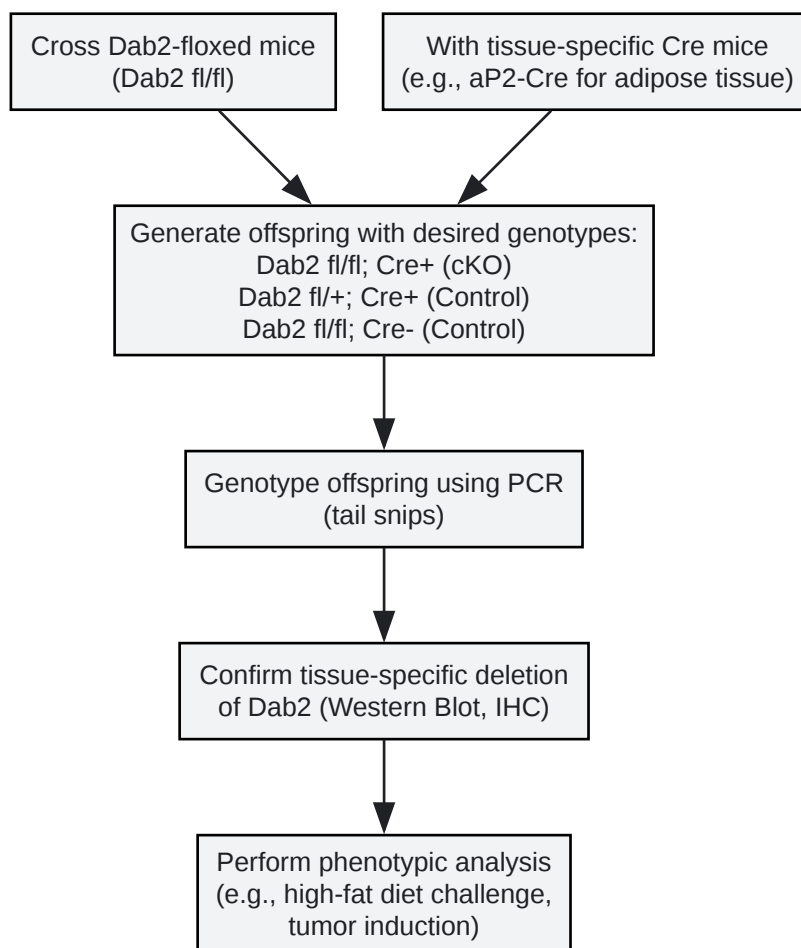 Cross Dab2-floxed mice
(Dab2 fl/fl)
With tissue-specific Cre mice
(e.g., aP2-Cre for adipose tissue)
Generate offspring with desired genotypes:
Dab2 fl/fl; Cre+ (cKO)
Dab2 fl/+; Cre+ (Control)
Dab2 fl/fl; Cre- (Control)
Genotype offspring using PCR
(tail snips)
Confirm tissue-specific deletion
of Dab2 (Western Blot, IHC)
Perform phenotypic analysis
(e.g., high-fat diet challenge,
tumor induction)